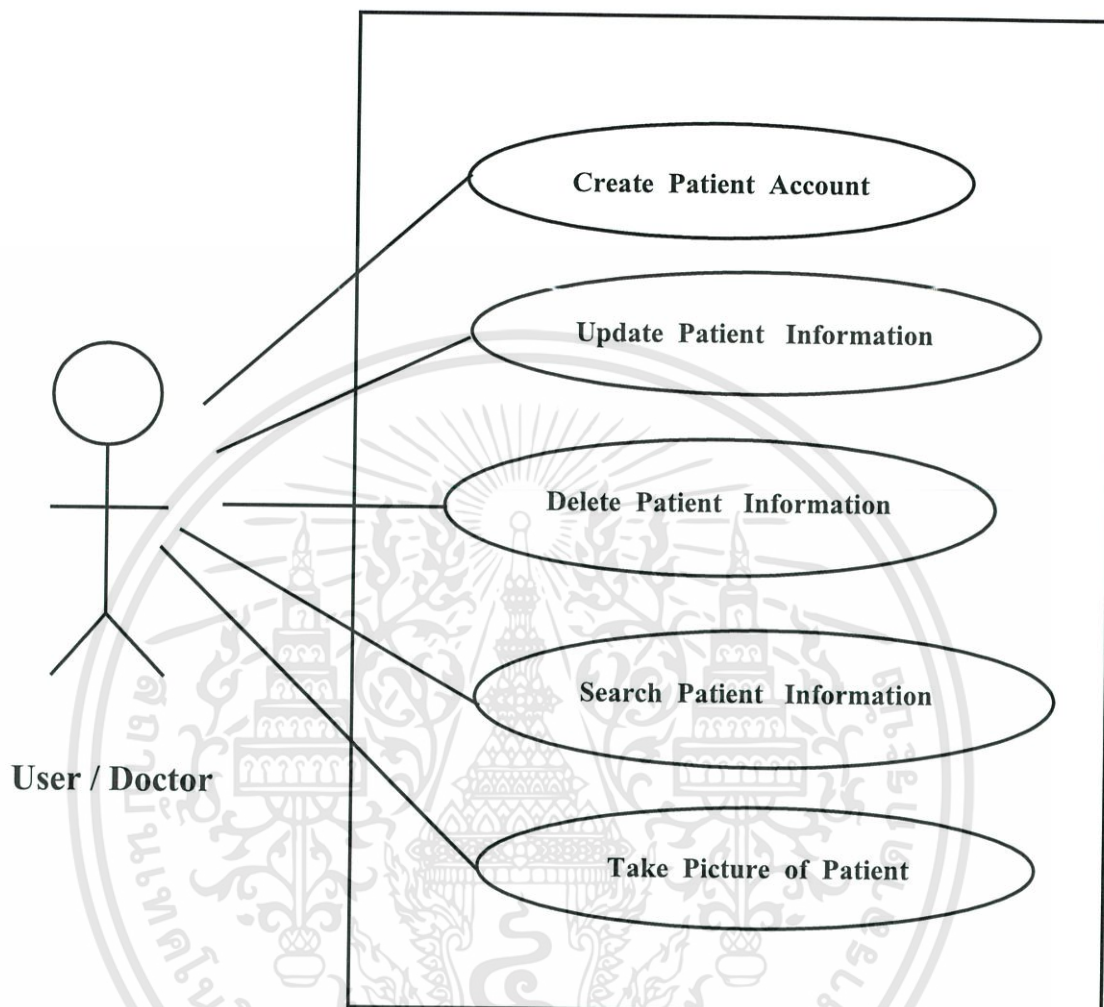 Create Patient Account
Update Patient Information
Delete Patient Information
Search Patient Information
User / Doctor
Take Picture of Patient